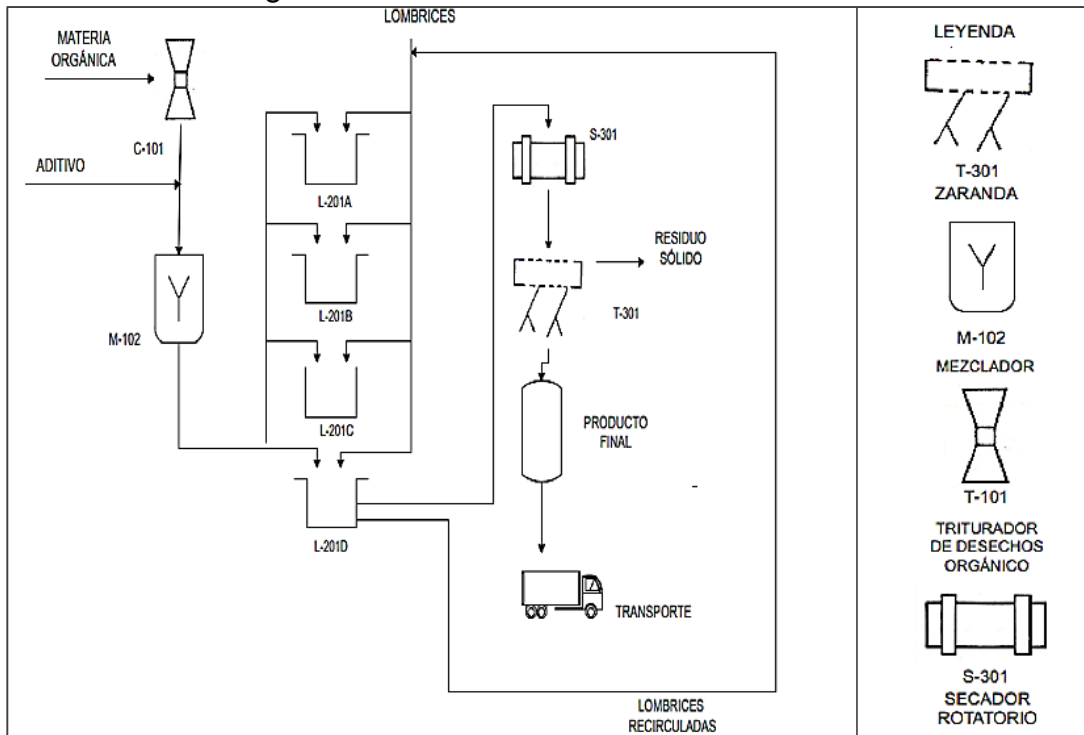 LOMBRICES
MATERIA
ORGÁNICA
C-101
ADITIVO
M-102
L-201A
L-201B
L-201C
L-201D
S-301
RESIDUO
SÓLIDO
T-301
PRODUCTO
FINAL
TRANSPORTE
LOMBRICES
RECIRCULADAS
LEYENDA
T-301
ZARANDA
M-102
MEZCLADOR
T-101
TRITURADOR
DE DESECHOS
ORGÁNICO
S-301
SECADOR
ROTATORIO